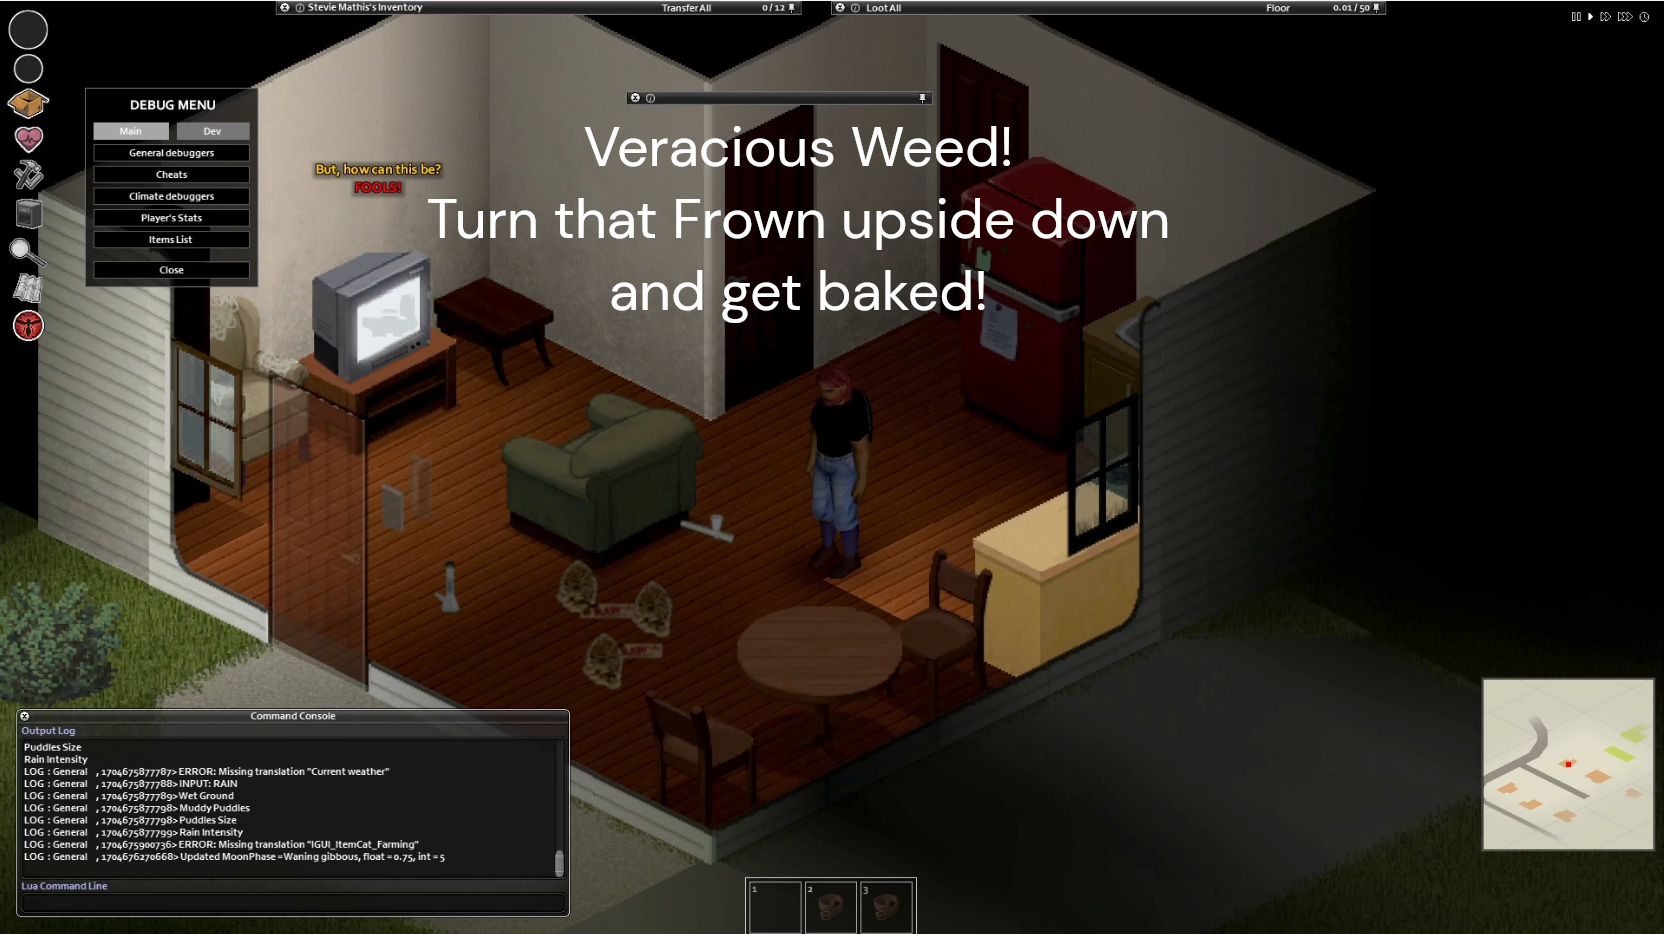 Stevie Mathis's Inventory Transfer All 0 / 12
Loot All Floor 0.01 / 50
DEBUG MENU
Main Dev
General debuggers
Cheats
Climate debuggers
Player's Stats
Items List
Close
But, how can this be?
FOOLS!
Veracious Weed!
Turn that Frown upside down
and get baked!
RAW
RAW
Command Console
Output Log
Puddles Size
Rain Intensity
LOG : General , 1704675877787> ERROR: Missing translation "Current weather"
LOG : General , 1704675877788> INPUT: RAIN
LOG : General , 1704675877789> Wet Ground
LOG : General , 1704675877798> Muddy Puddles
LOG : General , 1704675877798> Puddles Size
LOG : General , 1704675877799> Rain Intensity
LOG : General , 1704675900736> ERROR: Missing translation "IGUI_ItemCat_Farming"
LOG : General , 1704676270668> Updated MoonPhase = Waning gibbous, float = 0.75, int = 5
Lua Command Line
1 2 3